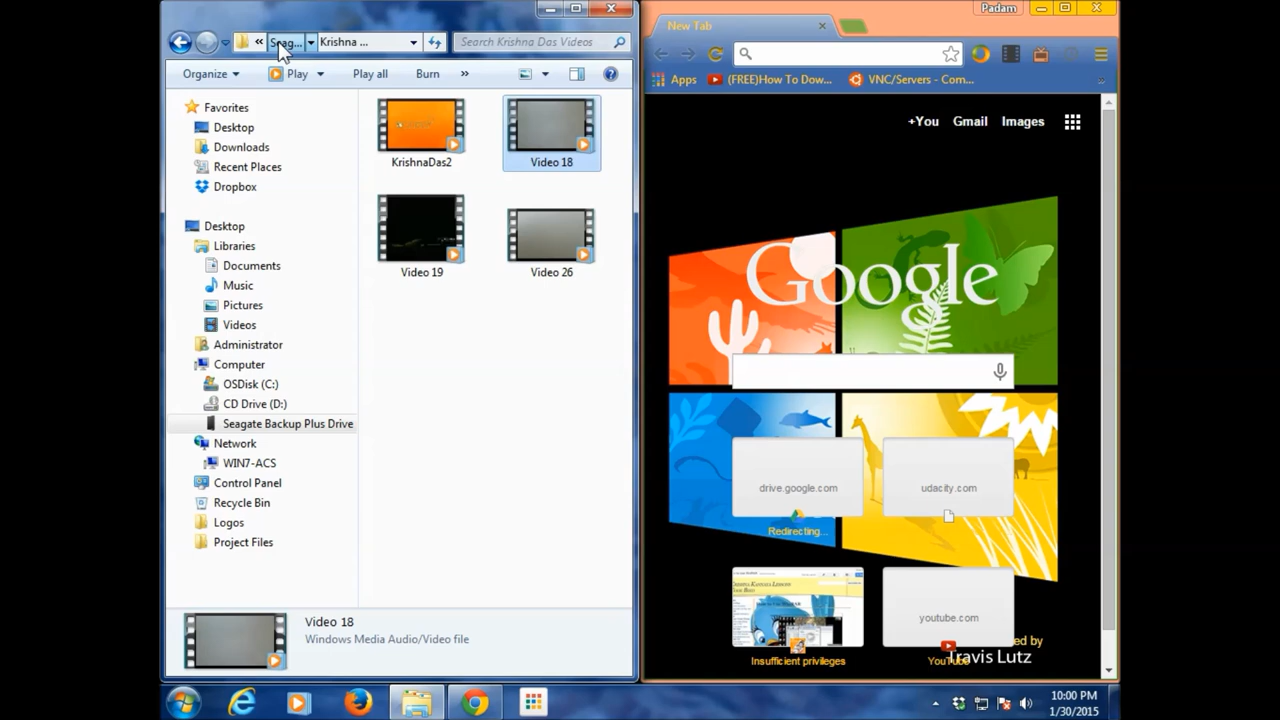 « Seag... Krishna ... Search Krishna Das Videos
Organize Play Play all Burn »
Favorites
Desktop
Downloads
Recent Places
Dropbox
Desktop
Libraries
Documents
Music
Pictures
Videos
Administrator
Computer
OSDisk (C:)
CD Drive (D:)
Seagate Backup Plus Drive
Network
WIN7-ACS
Control Panel
Recycle Bin
Logos
Project Files
KrishnaDas2
Video 18
Video 19
Video 26
Video 18
Windows Media Audio/Video file
Padam
New Tab
Apps (FREE)How To Dow... VNC/Servers - Com... »
+You Gmail Images
Google
drive.google.com
Redirecting...
udacity.com
Insufficient privileges
youtube.com
YouTube
Travis Lutz
10:00 PM
1/30/2015